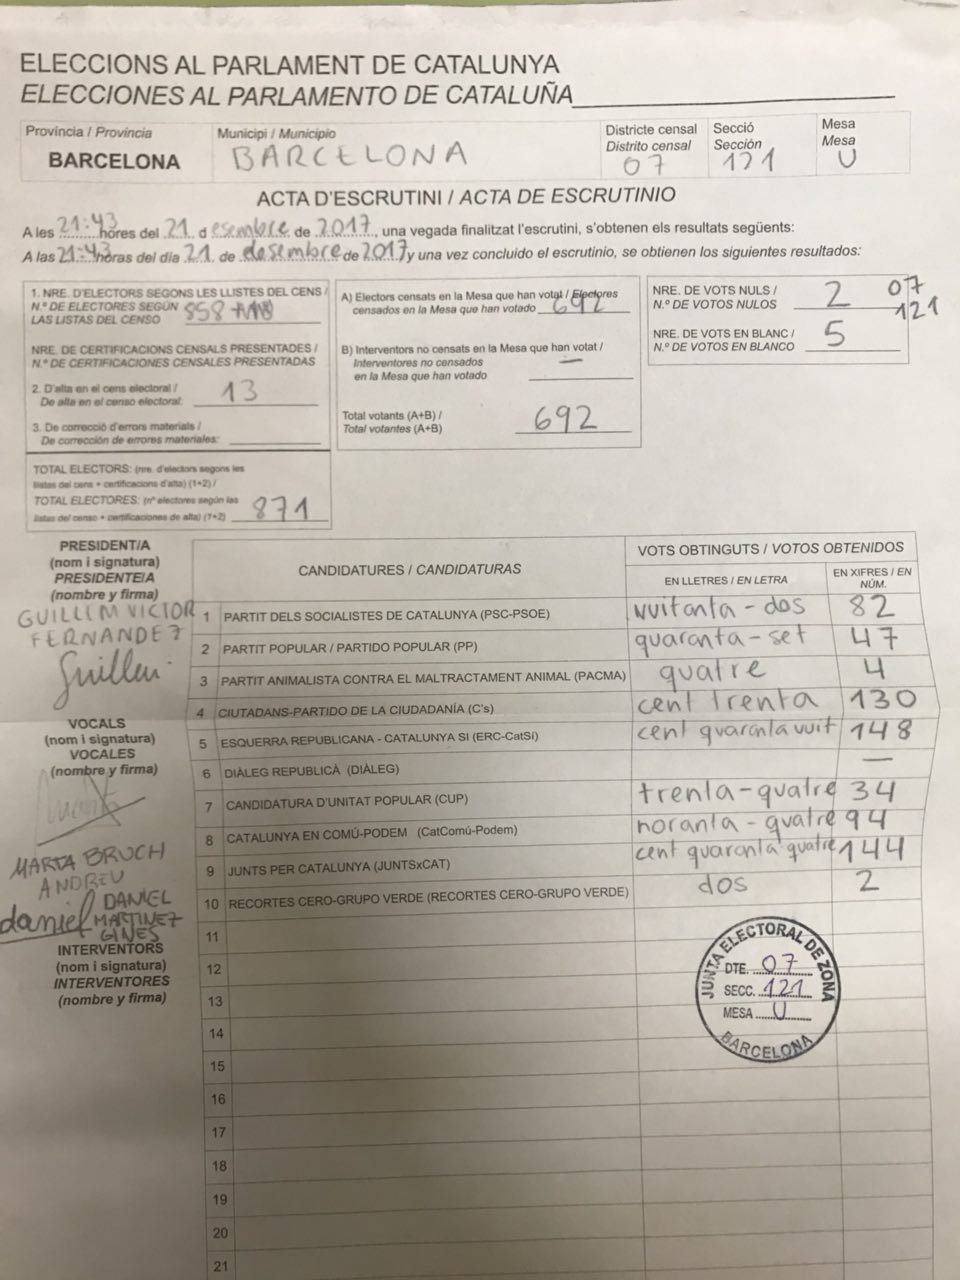 ELECCIONS AL PARLAMENT DE CATALUNYA
ELECCIONES AL PARLAMENTO DE CATALUÑA
Provincia / Provincia
BARCELONA
Municipi / Municipio
BARCELONA
Districte censal
Distrito censal
07
Secció
Sección
121
Mesa
Mesa
U
ACTA D'ESCRUTINI / ACTA DE ESCRUTINIO
A les 21:43 hores del 21 d esembre de 2017, una vegada finalitzat l'escrutini, s'obtenen els resultats següents:
A las 21:43 horas del día 21 de desembre de 2017 y una vez concluido el escrutinio, se obtienen los siguientes resultados:
1. NRE. D'ELECTORS SEGONS LES LLISTES DEL CENS /
N.º DE ELECTORES SEGÚN
LAS LISTAS DEL CENSO 858
NRE. DE CERTIFICACIONS CENSALS PRESENTADES /
N.º DE CERTIFICACIONES CENSALES PRESENTADAS
2. D'alta en el cens electoral /
De alta en el censo electoral: 13
3. De correcció d'errors materials /
De corrección de errores materiales:
TOTAL ELECTORS: (nre. d'electors segons les
llistes del cens + certificacions d'alta) (1+2) /
TOTAL ELECTORES: (nº electores según las
listas del censo + certificaciones de alta) (1+2) 871
A) Electors censats en la Mesa que han votat / Electores
censados en la Mesa que han votado 692
B) Interventors no censats en la Mesa que han votat /
Interventores no censados
en la Mesa que han votado —
Total votants (A+B) /
Total votantes (A+B) 692
NRE. DE VOTS NULS /
N.º DE VOTOS NULOS 2
07
121
NRE. DE VOTS EN BLANC /
N.º DE VOTOS EN BLANCO 5
PRESIDENT/A
(nom i signatura)
PRESIDENTE/A
(nombre y firma)
GUILLEM VICTOR
FERNANDEZ
Guillem
VOCALS
(nom i signatura)
VOCALES
(nombre y firma)
MARTA BRUCH
ANDREU
daniel DANIEL
MARTINEZ
GINES
INTERVENTORS
(nom i signatura)
INTERVENTORES
(nombre y firma)
CANDIDATURES / CANDIDATURAS
VOTS OBTINGUTS / VOTOS OBTENIDOS
EN LLETRES / EN LETRA
EN XIFRES / EN
NÚM.
1 PARTIT DELS SOCIALISTES DE CATALUNYA (PSC-PSOE) vuitanta-dos 82
2 PARTIT POPULAR / PARTIDO POPULAR (PP) quaranta-set 47
3 PARTIT ANIMALISTA CONTRA EL MALTRACTAMENT ANIMAL (PACMA) quatre 4
4 CIUTADANS-PARTIDO DE LA CIUDADANÍA (C's) cent trenta 130
5 ESQUERRA REPUBLICANA - CATALUNYA SI (ERC-CatSí) cent quaranta vuit 148
6 DIÀLEG REPUBLICÀ (DIÀLEG) —
7 CANDIDATURA D'UNITAT POPULAR (CUP) trenta-quatre 34
8 CATALUNYA EN COMÚ-PODEM (CatComú-Podem) noranta-quatre 94
9 JUNTS PER CATALUNYA (JUNTSxCAT) cent quaranta quatre 144
10 RECORTES CERO-GRUPO VERDE (RECORTES CERO-GRUPO VERDE) dos 2
11
12
13
14
15
16
17
18
19
20
21
JUNTA ELECTORAL DE ZONA
DTE. 07
SECC. 121
MESA U
BARCELONA